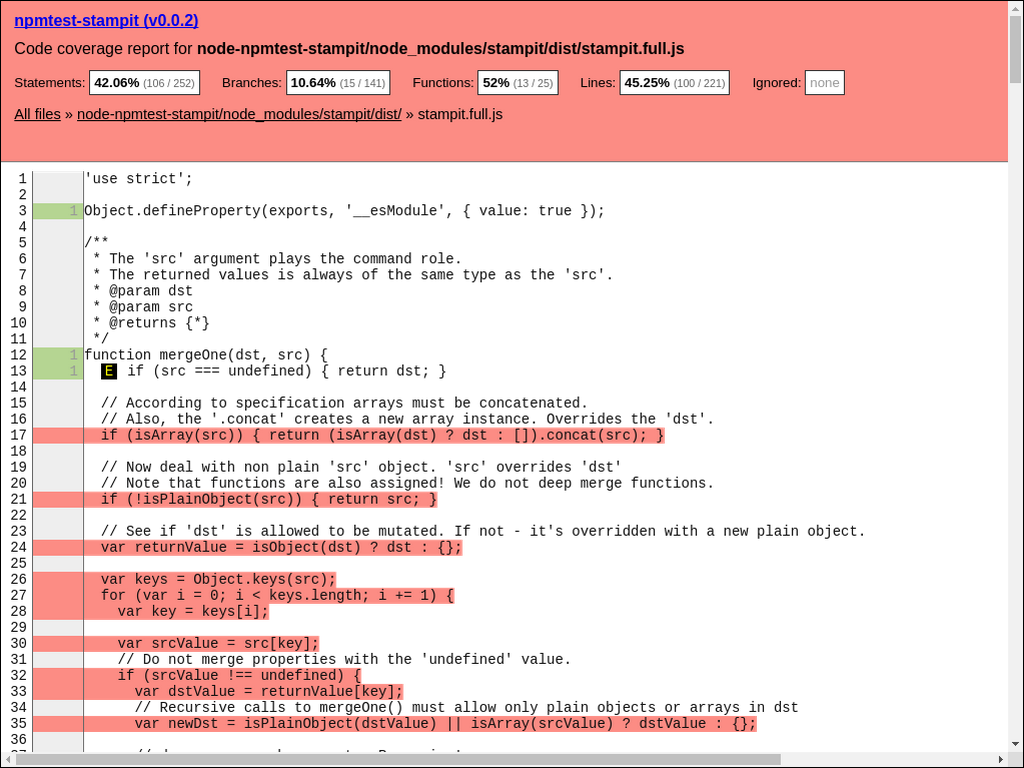 npmtest-stampit (v0.0.2)
Code coverage report for node-npmtest-stampit/node_modules/stampit/dist/stampit.full.js
Statements: 42.06% (106 / 252) Branches: 10.64% (15 / 141) Functions: 52% (13 / 25) Lines: 45.25% (100 / 221) Ignored: none
All files » node-npmtest-stampit/node_modules/stampit/dist/ » stampit.full.js
1 'use strict';
2
3 1 Object.defineProperty(exports, '__esModule', { value: true });
4
5 /**
6  * The 'src' argument plays the command role.
7  * The returned values is always of the same type as the 'src'.
8  * @param dst
9  * @param src
10  * @returns {*}
11  */
12 1 function mergeOne(dst, src) {
13 1   E if (src === undefined) { return dst; }
14
15   // According to specification arrays must be concatenated.
16   // Also, the '.concat' creates a new array instance. Overrides the 'dst'.
17   if (isArray(src)) { return (isArray(dst) ? dst : []).concat(src); }
18
19   // Now deal with non plain 'src' object. 'src' overrides 'dst'
20   // Note that functions are also assigned! We do not deep merge functions.
21   if (!isPlainObject(src)) { return src; }
22
23   // See if 'dst' is allowed to be mutated. If not - it's overridden with a new plain object.
24   var returnValue = isObject(dst) ? dst : {};
25
26   var keys = Object.keys(src);
27   for (var i = 0; i < keys.length; i += 1) {
28     var key = keys[i];
29
30     var srcValue = src[key];
31     // Do not merge properties with the 'undefined' value.
32     if (srcValue !== undefined) {
33       var dstValue = returnValue[key];
34       // Recursive calls to mergeOne() must allow only plain objects or arrays in dst
35       var newDst = isPlainObject(dstValue) || isArray(srcValue) ? dstValue : {};
36